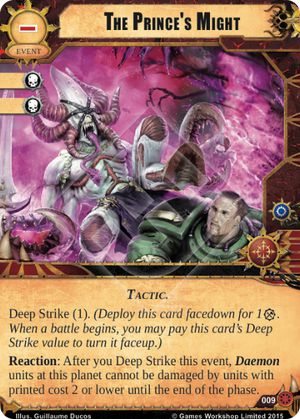 THE PRINCE'S MIGHT
EVENT
TACTIC.
Deep Strike (1). (Deploy this card facedown for 1
When a battle begins, you may pay this card's Deep
Strike value to turn it faceup.)
Reaction: After you Deep Strike this event, Daemon
units at this planet cannot be damaged by units with
printed cost 2 or lower until the end of the phase.
009
Illus. Guillaume Ducos
© Games Workshop Limited 2015